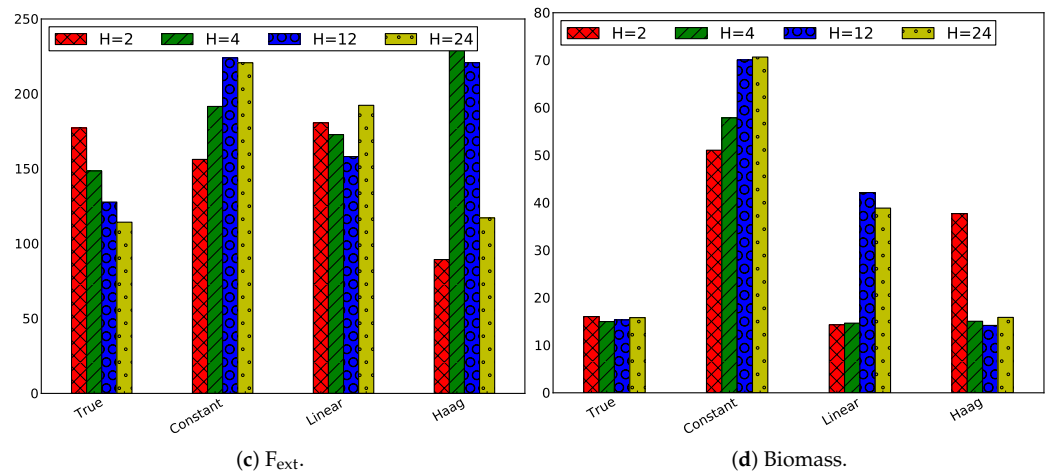 250
200
150
100
50
0
H=2 H=4 H=12 H=24
True Constant Linear Haag
(c) Fext.
80
70
60
50
40
30
20
10
0
H=2 H=4 H=12 H=24
True Constant Linear Haag
(d) Biomass.